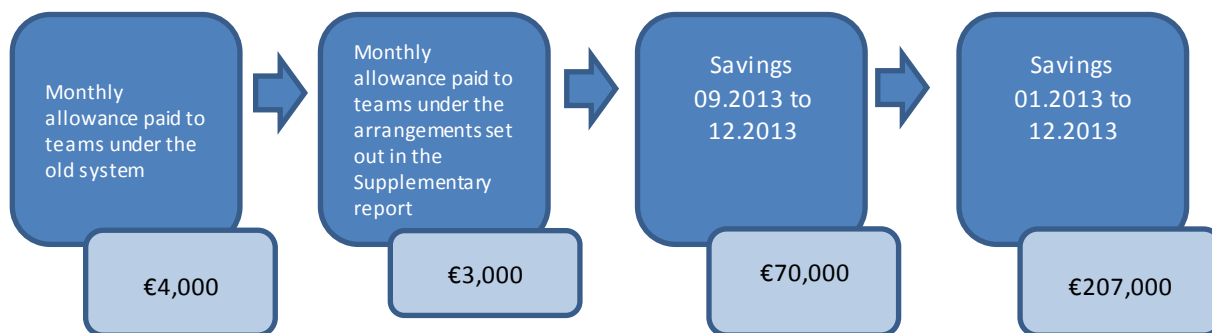 Monthly
allowance paid to
teams under the
old system
€4,000
Monthly
allowance paid to
teams under the
arrangements set
out in the
Supplementary
report
€3,000
Savings
09.2013 to
12.2013
€70,000
Savings
01.2013 to
12.2013
€207,000